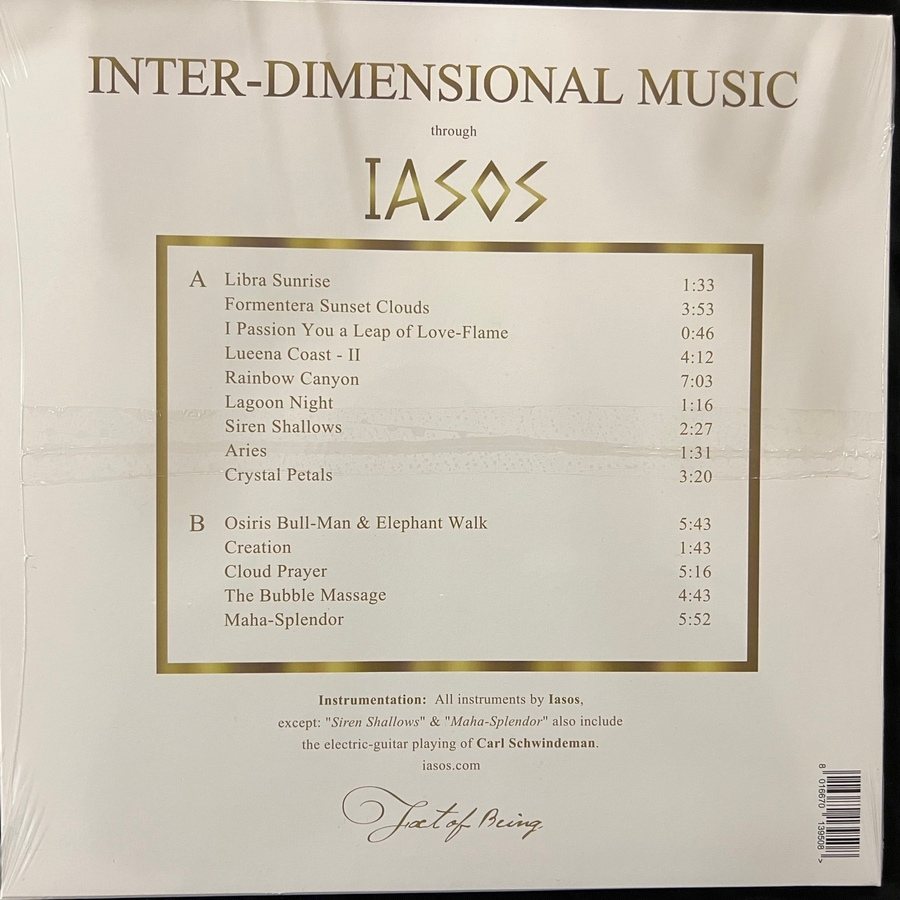 INTER-DIMENSIONAL MUSIC
through
IASOS
A Libra Sunrise 1:33
Formentera Sunset Clouds 3:53
I Passion You a Leap of Love-Flame 0:46
Lueena Coast - II 4:12
Rainbow Canyon 7:03
Lagoon Night 1:16
Siren Shallows 2:27
Aries 1:31
Crystal Petals 3:20
B Osiris Bull-Man & Elephant Walk 5:43
Creation 1:43
Cloud Prayer 5:16
The Bubble Massage 4:43
Maha-Splendor 5:52
Instrumentation: All instruments by Iasos,
except: "Siren Shallows" & "Maha-Splendor" also include
the electric-guitar playing of Carl Schwindeman.
iasos.com
Fact of Being
8 016670 139508 >